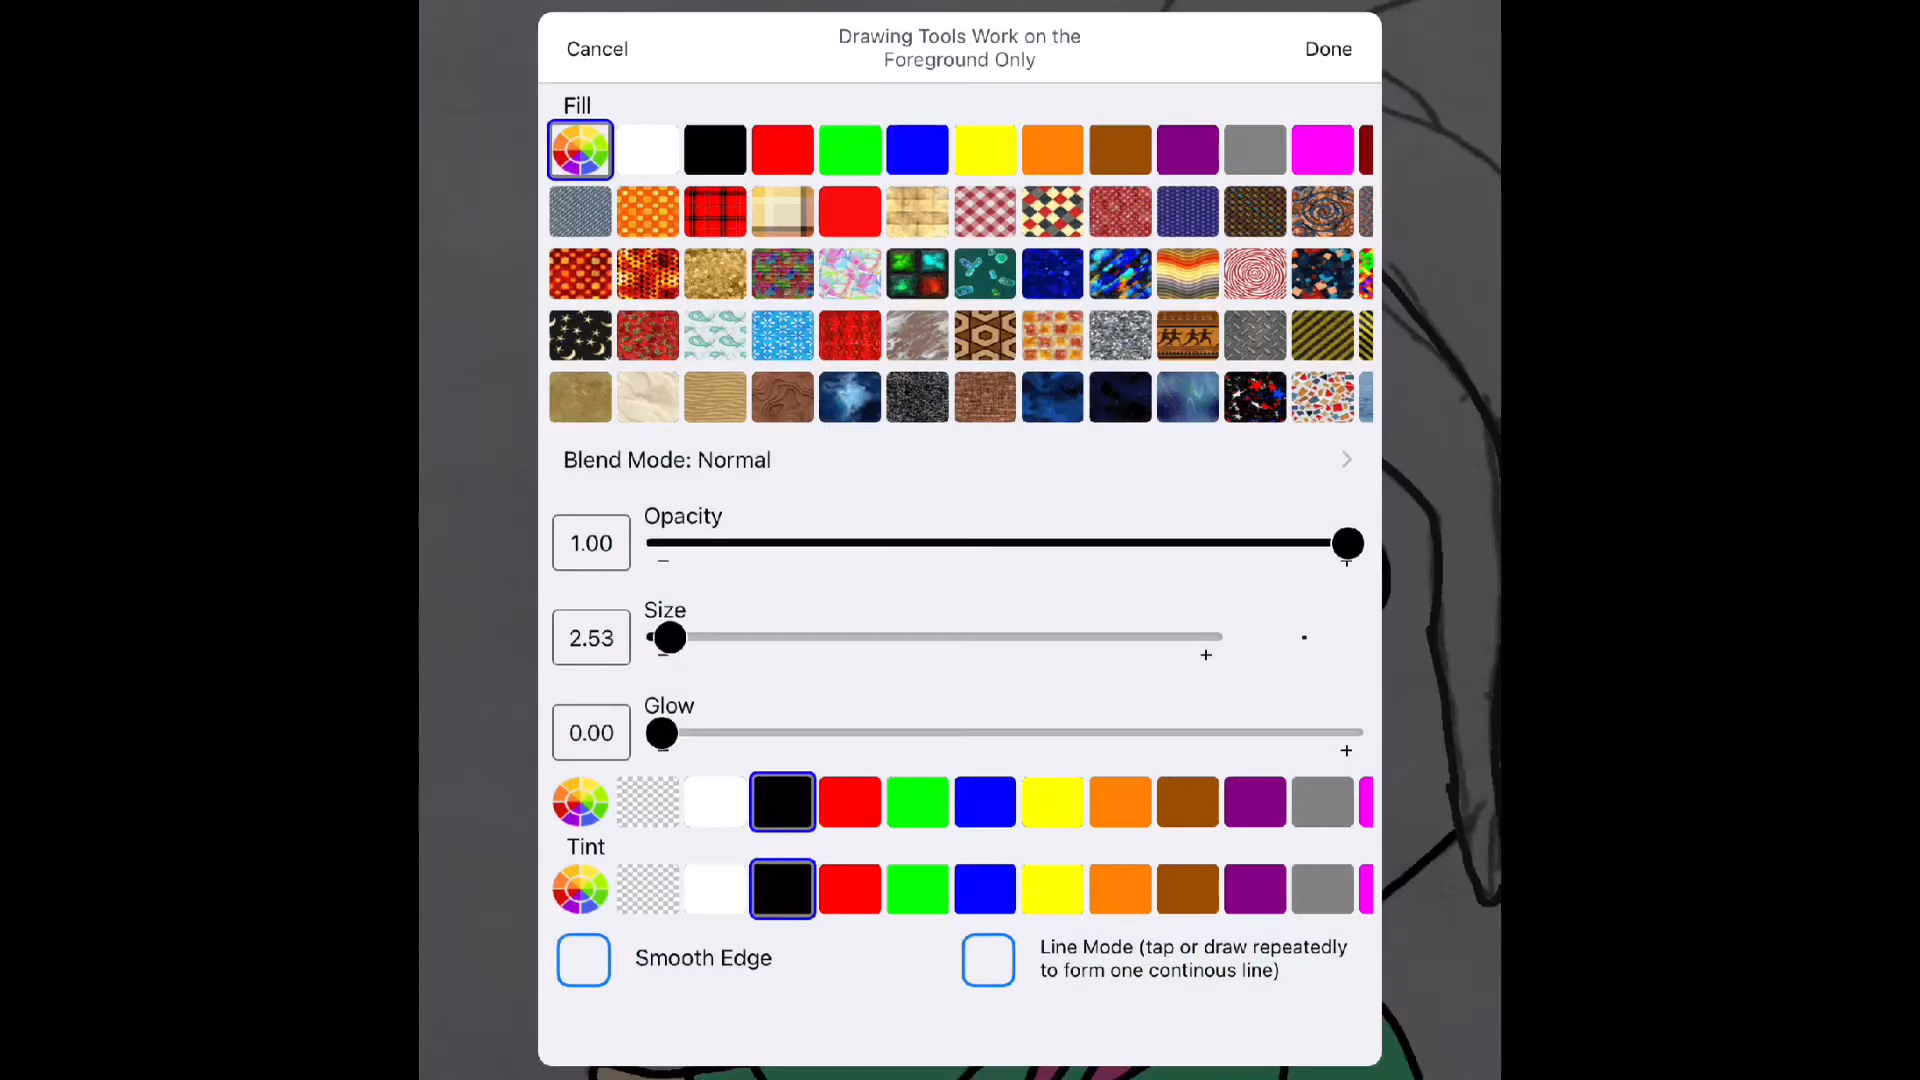 Cancel
Drawing Tools Work on the
Foreground Only
Done
Fill
Blend Mode: Normal
Opacity
1.00
Size
2.53
Glow
0.00
Tint
Smooth Edge
Line Mode (tap or draw repeatedly
to form one continous line)